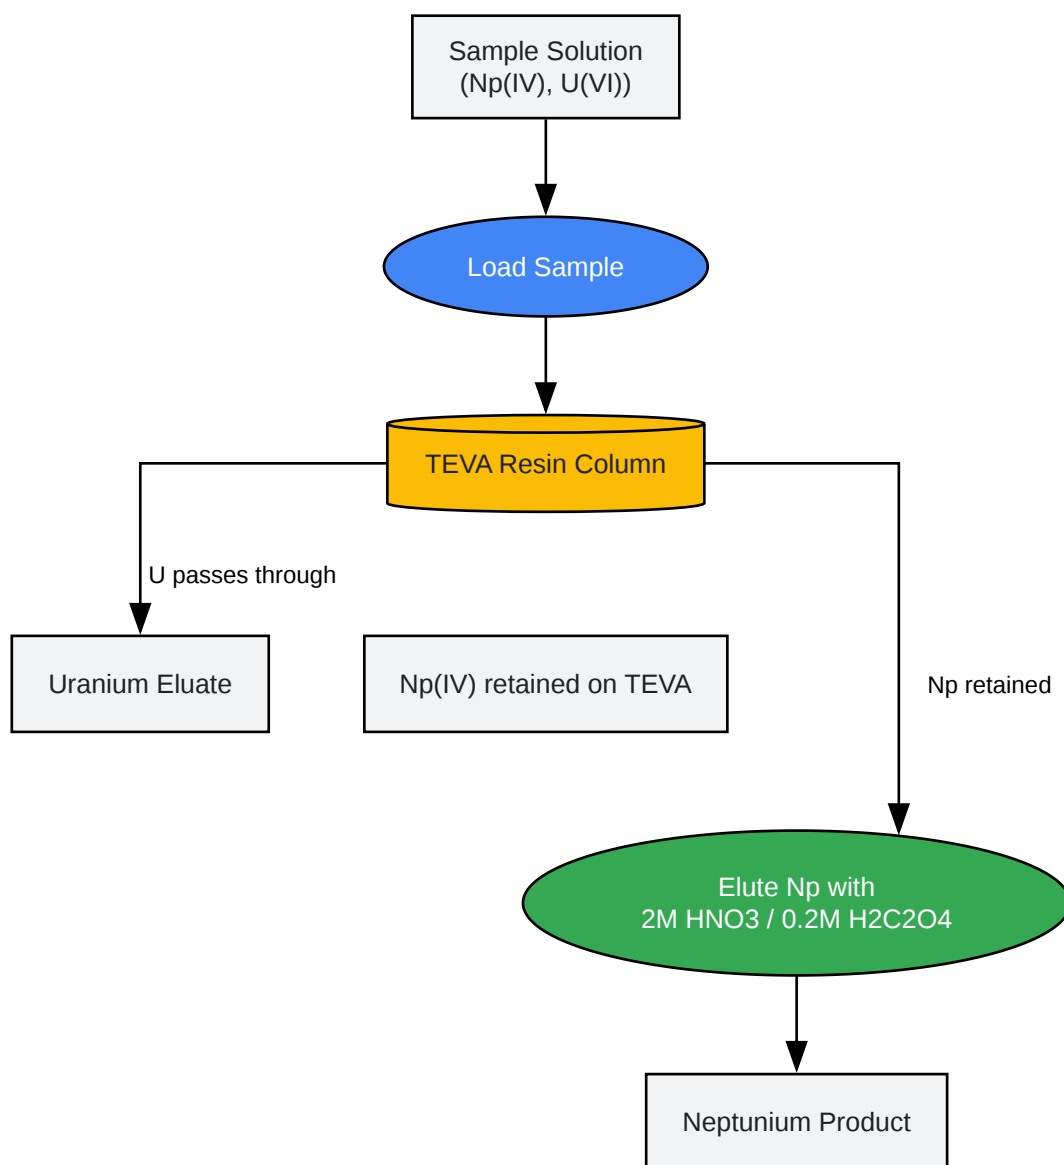 Sample Solution
(Np(IV), U(VI))
Load Sample
TEVA Resin Column
U passes through
Uranium Eluate
Np(IV) retained on TEVA
Np retained
Elute Np with
2M HNO3 / 0.2M H2C2O4
Neptunium Product